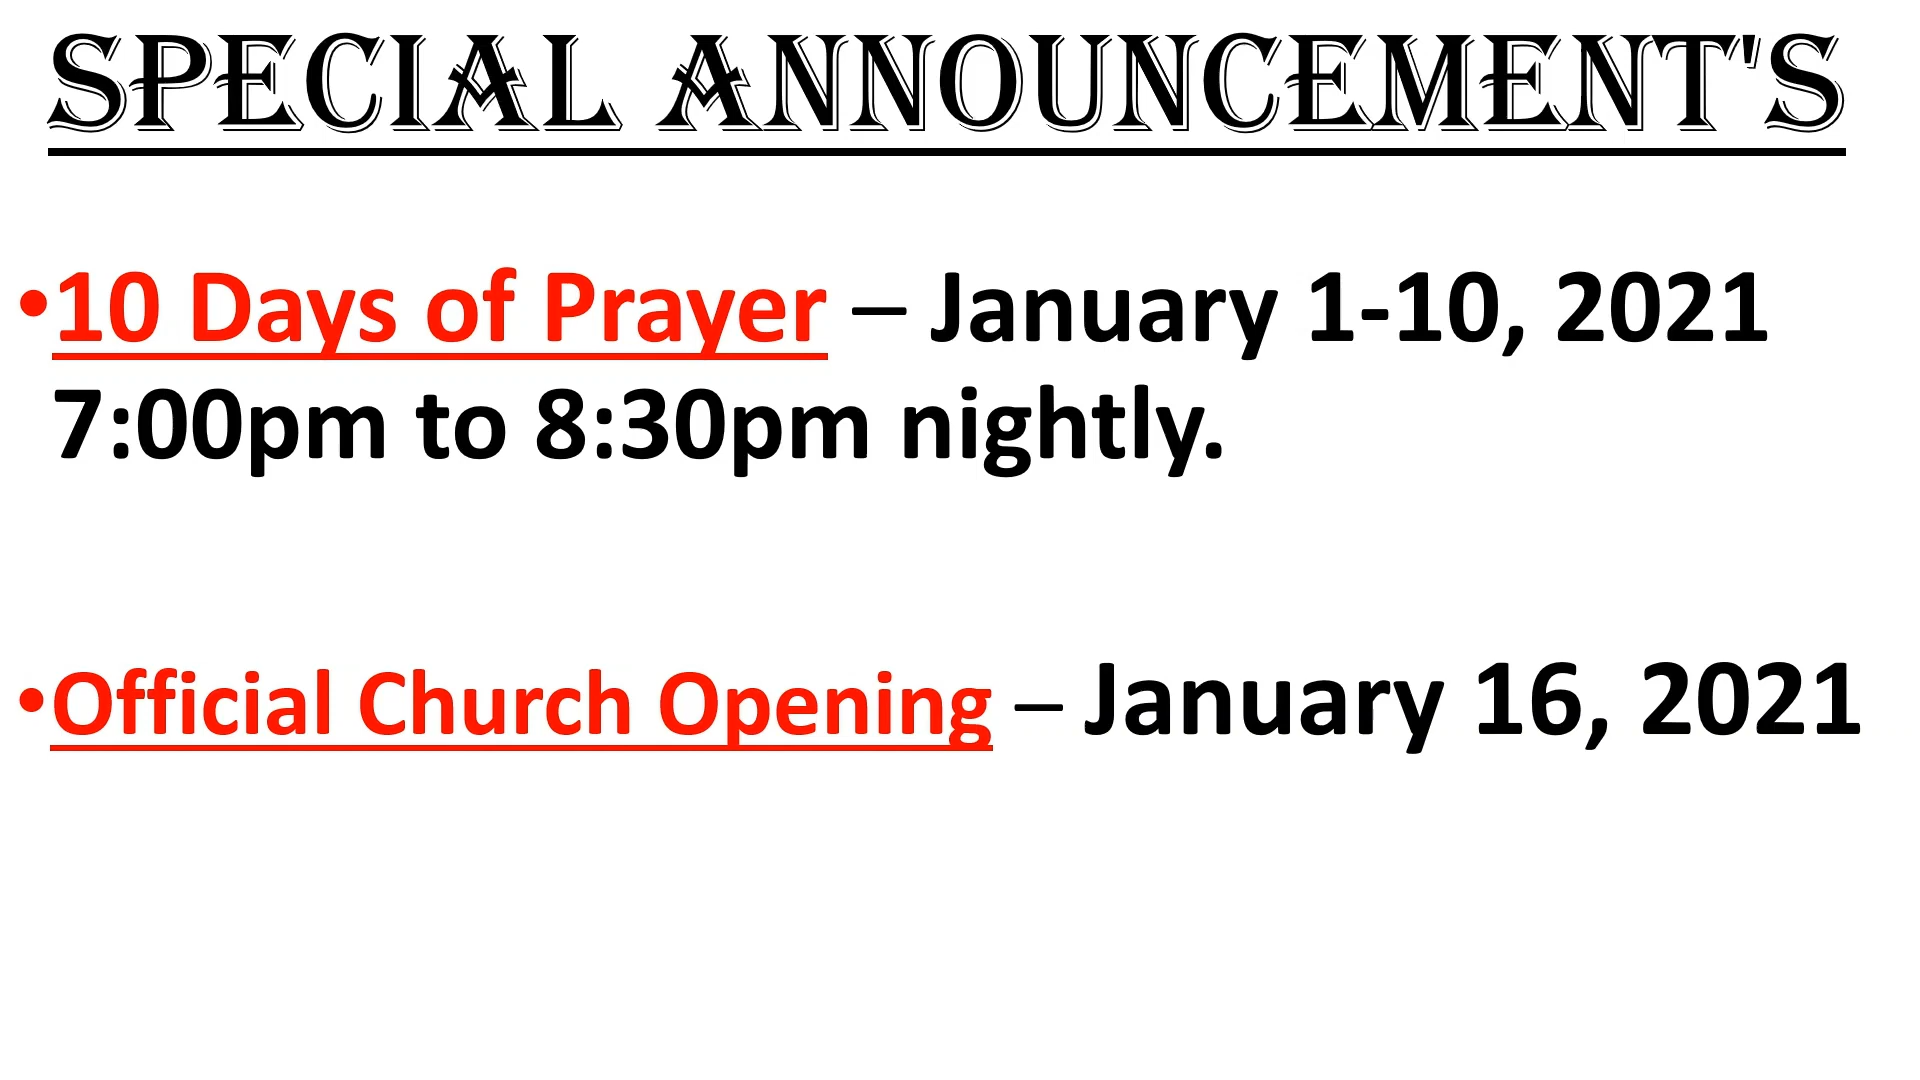 SPECIAL ANNOUNCEMENT'S
•10 Days of Prayer – January 1-10, 2021
7:00pm to 8:30pm nightly.
•Official Church Opening – January 16, 2021